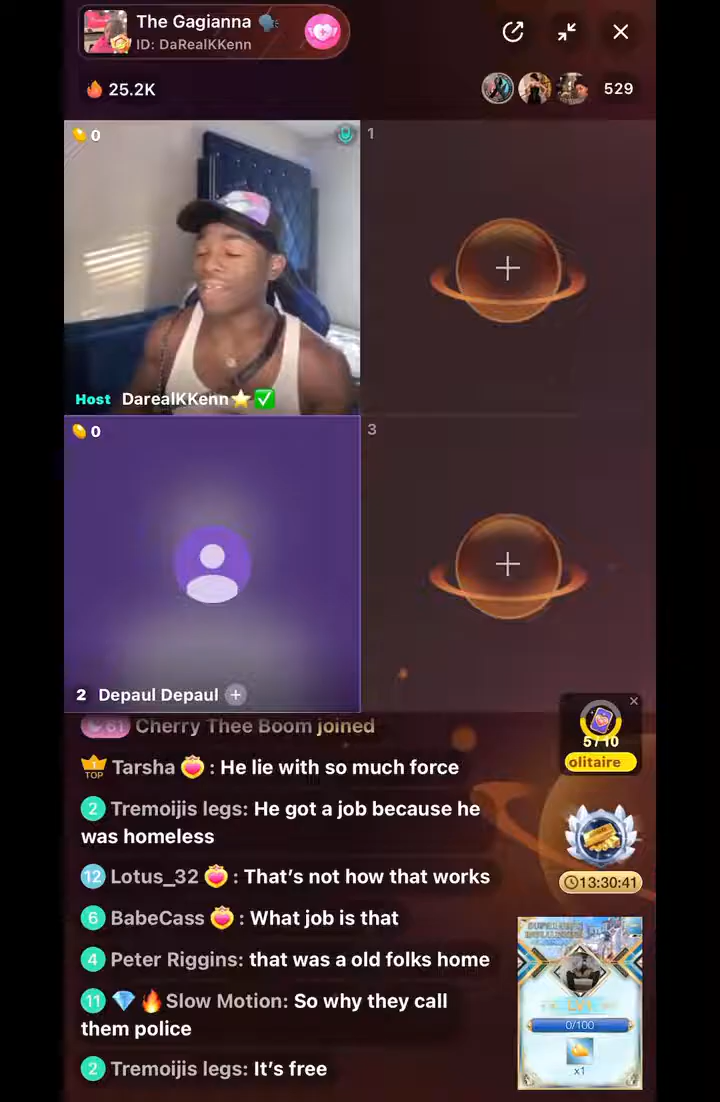 The Gagianna 🗣️
ID: DaRealKKenn
25.2K
529
0
1
Host DarealKKenn⭐✅
0
3
2 Depaul Depaul +
61 Cherry Thee Boom joined
5/10
olitaire
TOP Tarsha : He lie with so much force
2 Tremoijis legs: He got a job because he
was homeless
12 Lotus_32 : That’s not how that works
13:30:41
6 BabeCass : What job is that
4 Peter Riggins: that was a old folks home
11 💎🔥Slow Motion: So why they call
them police
0/100
x1
2 Tremoijis legs: It’s free